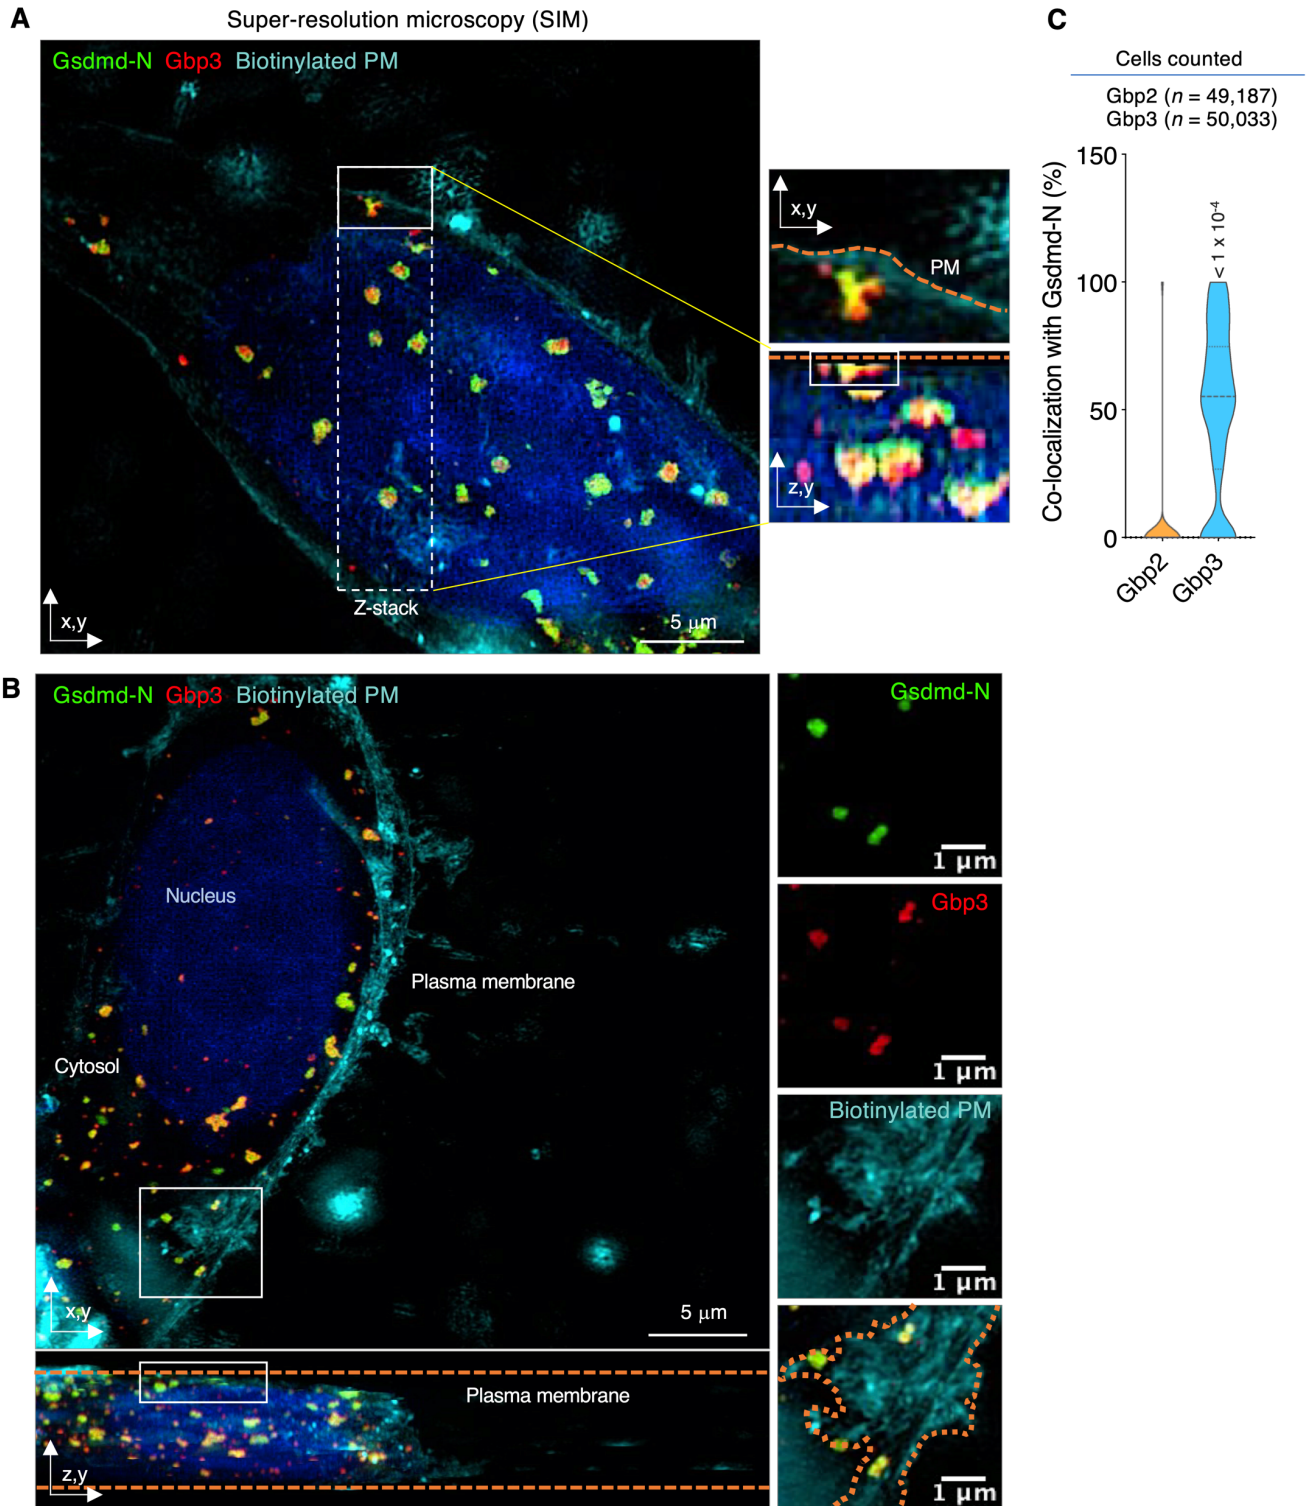 A
Super-resolution microscopy (SIM)
Gsdmd-N Gbp3 Biotinylated PM
x,y
PM
z,y
Z-stack
x,y
5 μm
C
Cells counted
Gbp2 (n = 49,187)
Gbp3 (n = 50,033)
Co-localization with Gsdmd-N (%)
150
100
50
0
< 1 x 10⁻⁴
Gbp2
Gbp3
B
Gsdmd-N Gbp3 Biotinylated PM
Nucleus
Plasma membrane
Cytosol
x,y
5 μm
Plasma membrane
z,y
Gsdmd-N
1 μm
Gbp3
1 μm
Biotinylated PM
1 μm
1 μm